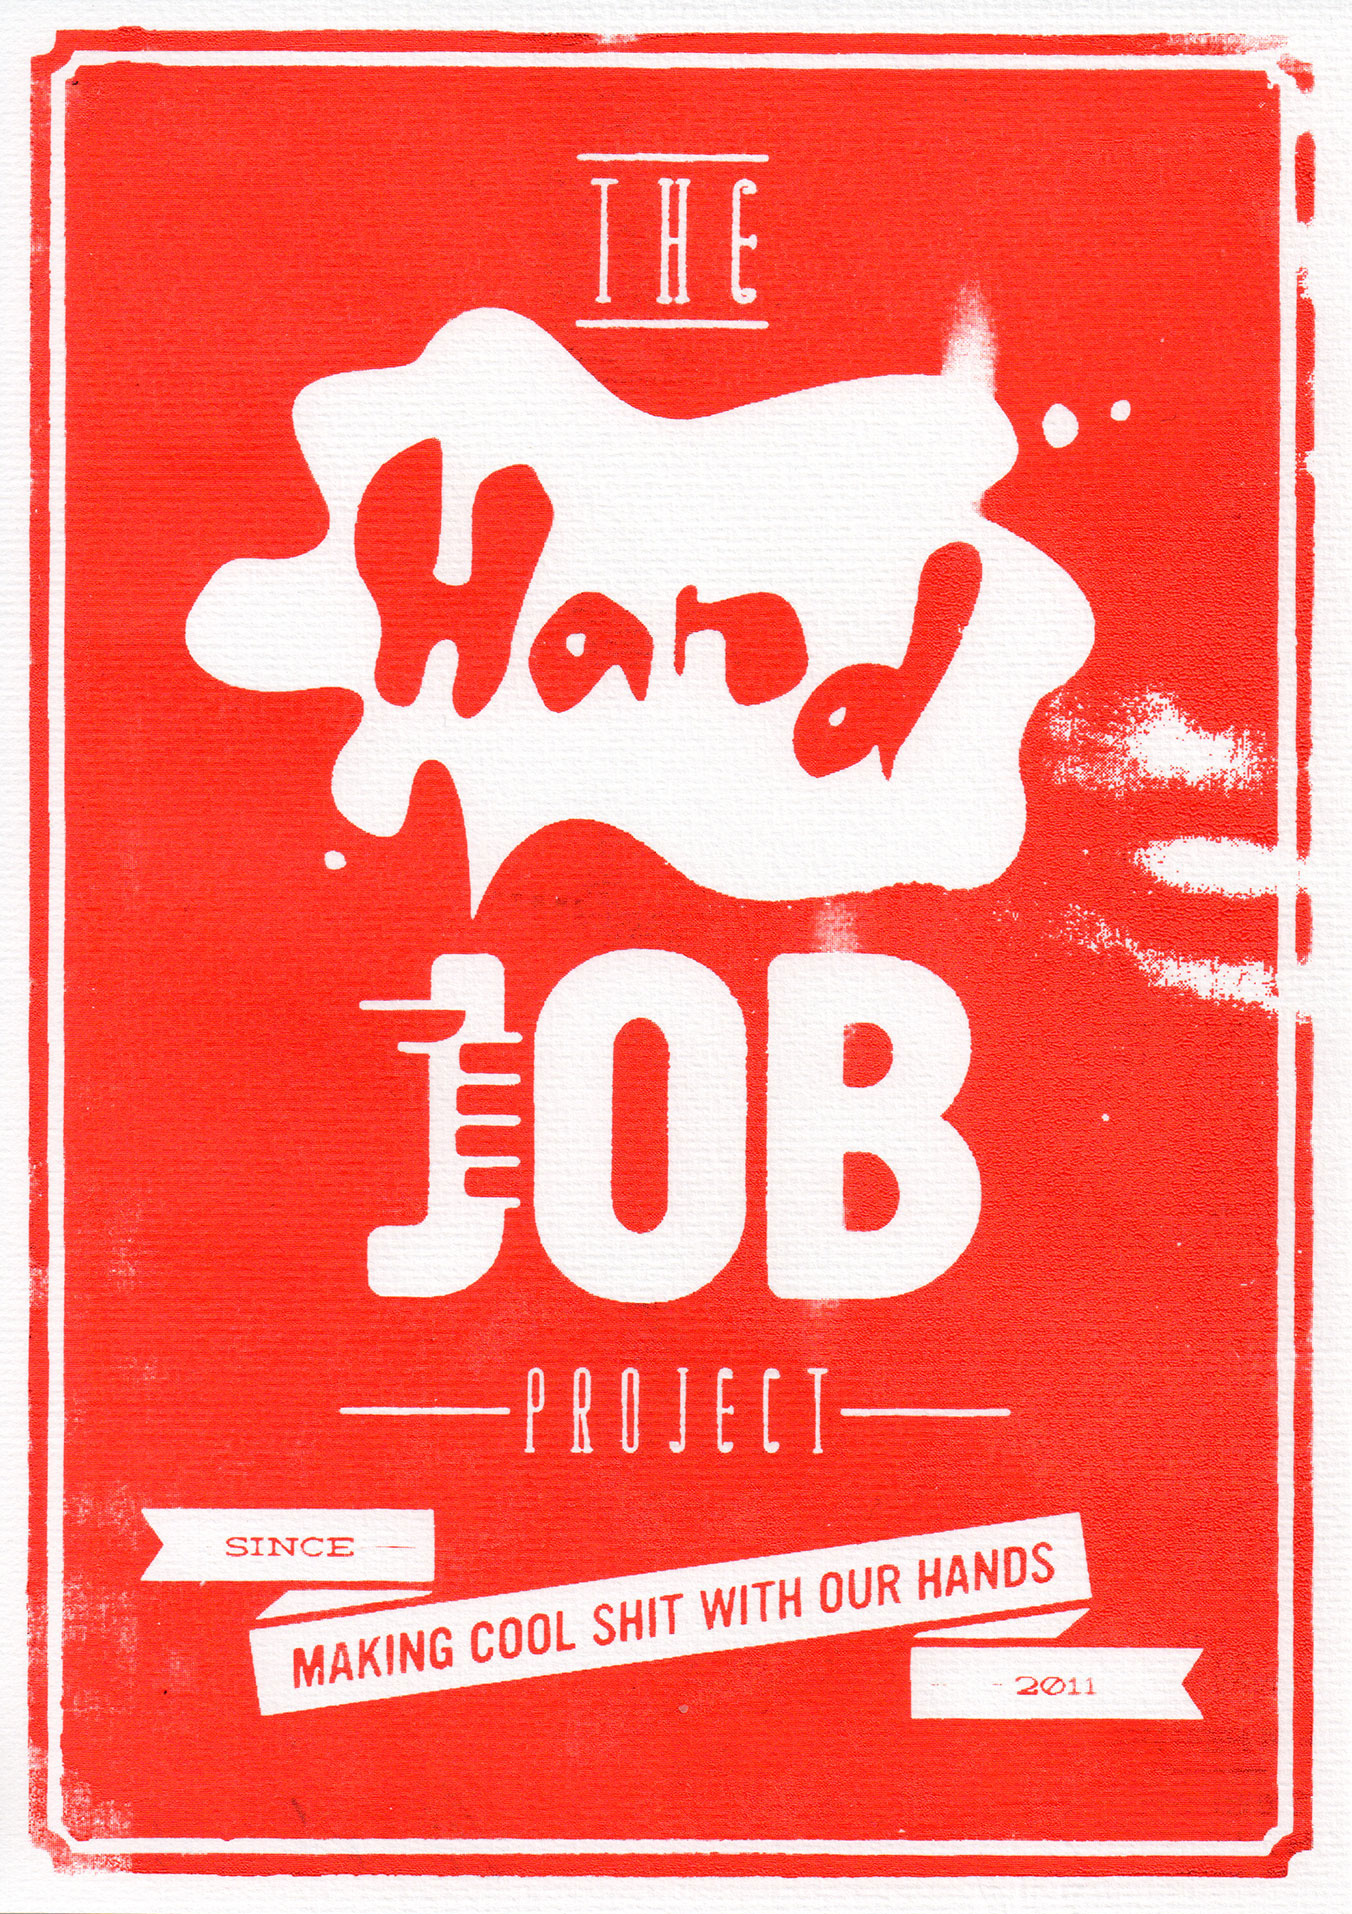 THE
Hand
JOB
PROJECT
SINCE
MAKING COOL SHIT WITH OUR HANDS
2011